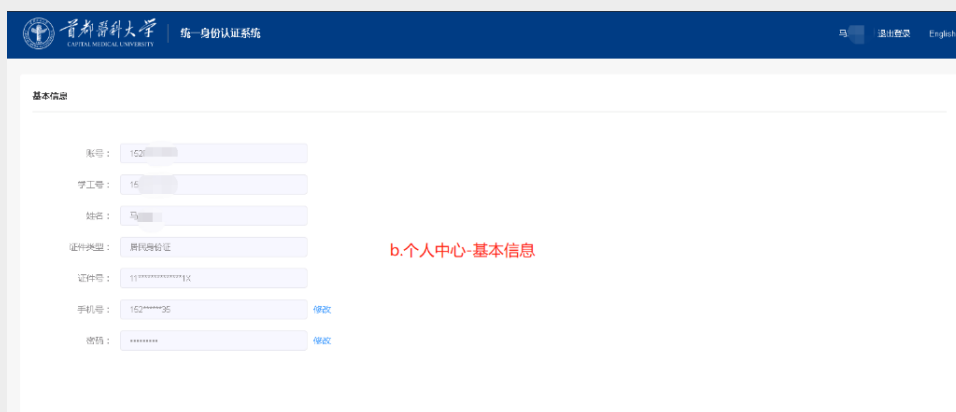 首都医科大学 统一身份认证系统 马 退出登录 English
CAPITAL MEDICAL UNIVERSITY
基本信息
账号： 152
学工号： 15
姓名： 马
证件类型： 居民身份证
b.个人中心-基本信息
证件号： 11**************1X
手机号： 152******95 修改
密码： ********* 修改